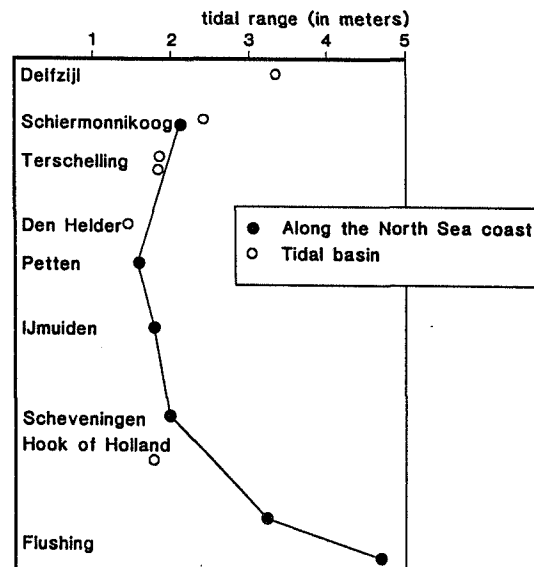 tidal range (in meters)
1 2 3 4 5
Delfzijl
Schiermonnikoog
Terschelling
Den Helder
Along the North Sea coast
Tidal basin
Petten
IJmuiden
Scheveningen
Hook of Holland
Flushing